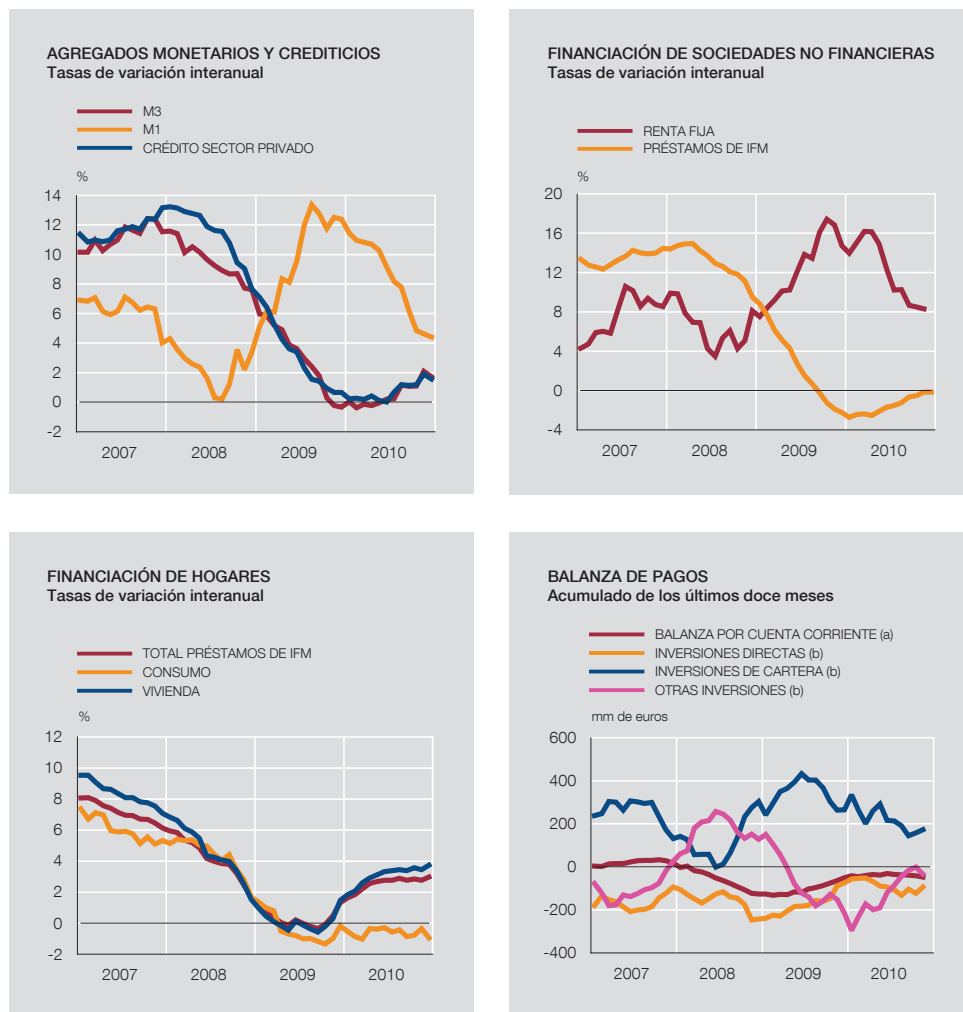 AGREGADOS MONETARIOS Y CREDITICIOS
Tasas de variación interanual
M3
M1
CRÉDITO SECTOR PRIVADO
%
14
12
10
8
6
4
2
0
-2
2007 2008 2009 2010
FINANCIACIÓN DE SOCIEDADES NO FINANCIERAS
Tasas de variación interanual
RENTA FIJA
PRÉSTAMOS DE IFM
%
20
16
12
8
4
0
-4
2007 2008 2009 2010
FINANCIACIÓN DE HOGARES
Tasas de variación interanual
TOTAL PRÉSTAMOS DE IFM
CONSUMO
VIVIENDA
%
12
10
8
6
4
2
0
-2
2007 2008 2009 2010
BALANZA DE PAGOS
Acumulado de los últimos doce meses
BALANZA POR CUENTA CORRIENTE (a)
INVERSIONES DIRECTAS (b)
INVERSIONES DE CARTERA (b)
OTRAS INVERSIONES (b)
mm de euros
600
400
200
0
-200
-400
2007 2008 2009 2010